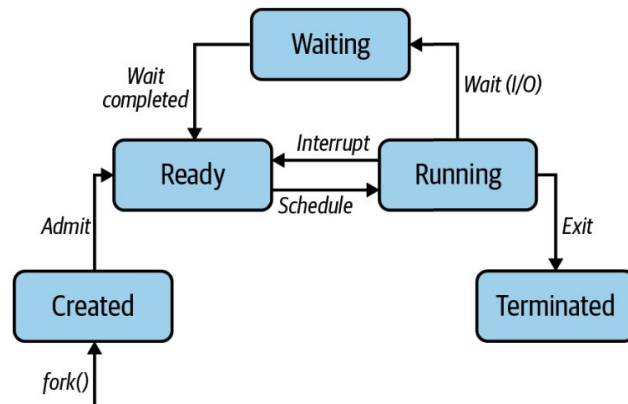 Waiting
Wait
completed
Wait (I/O)
Interrupt
Ready
Running
Schedule
Admit
Exit
Created
Terminated
fork()